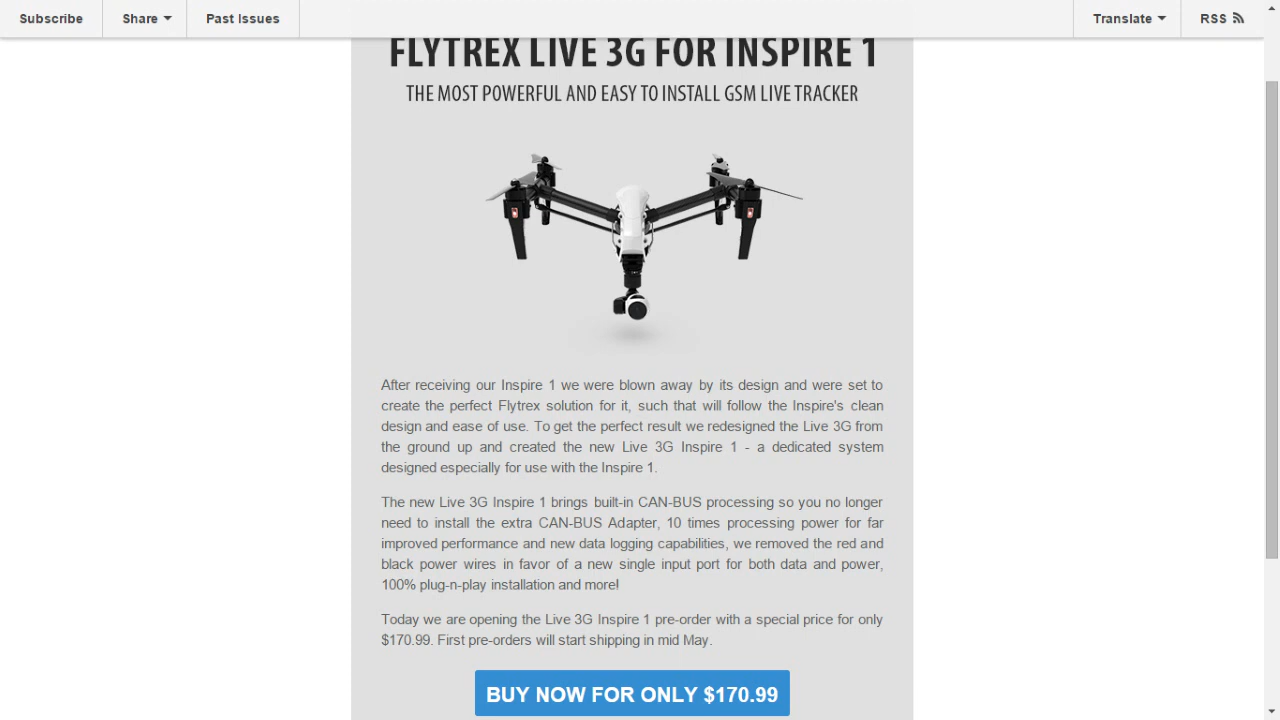 Subscribe
Share
Past Issues
Translate
RSS
FLYTREX LIVE 3G FOR INSPIRE 1
THE MOST POWERFUL AND EASY TO INSTALL GSM LIVE TRACKER
After receiving our Inspire 1 we were blown away by its design and were set to
create the perfect Flytrex solution for it, such that will follow the Inspire's clean
design and ease of use. To get the perfect result we redesigned the Live 3G from
the ground up and created the new Live 3G Inspire 1 - a dedicated system
designed especially for use with the Inspire 1.
The new Live 3G Inspire 1 brings built-in CAN-BUS processing so you no longer
need to install the extra CAN-BUS Adapter, 10 times processing power for far
improved performance and new data logging capabilities, we removed the red and
black power wires in favor of a new single input port for both data and power,
100% plug-n-play installation and more!
Today we are opening the Live 3G Inspire 1 pre-order with a special price for only
$170.99. First pre-orders will start shipping in mid May.
BUY NOW FOR ONLY $170.99